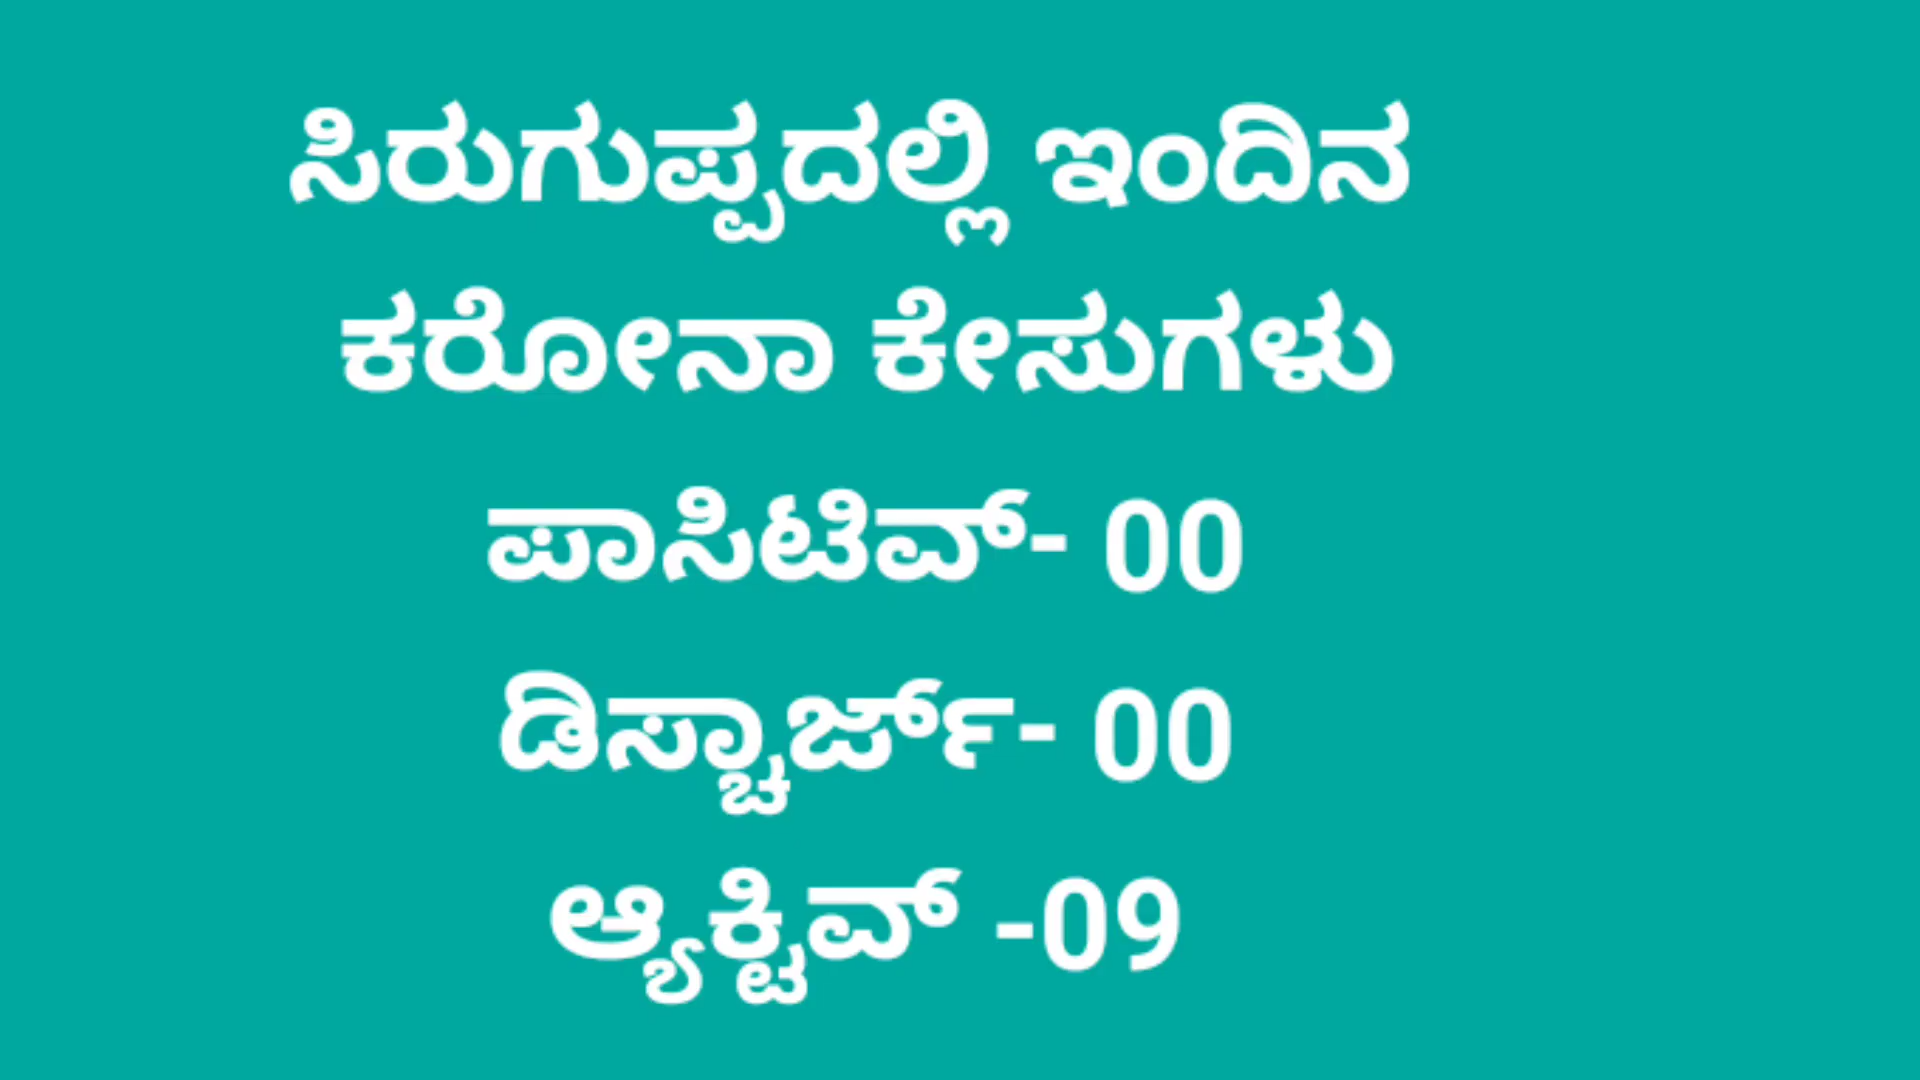 ಸಿರುಗುಪ್ಪದಲ್ಲಿ ಇಂದಿನ
ಕರೋನಾ ಕೇಸುಗಳು
ಪಾಸಿಟಿವ್- 00
ಡಿಸ್ಚಾರ್ಜ್- 00
ಆ್ಯಕ್ಟಿವ್ -09